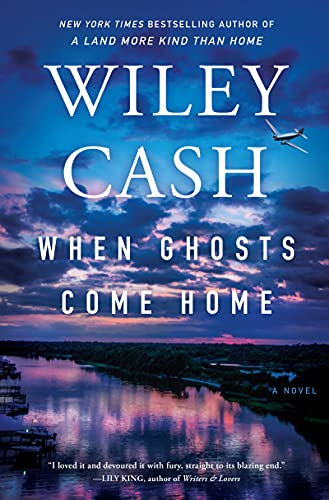 NEW YORK TIMES BESTSELLING AUTHOR OF
A LAND MORE KIND THAN HOME
WILEY
CASH
WHEN GHOSTS
COME HOME
A NOVEL
"I loved it and devoured it with fury, straight to its blazing end."
—LILY KING, author of Writers & Lovers